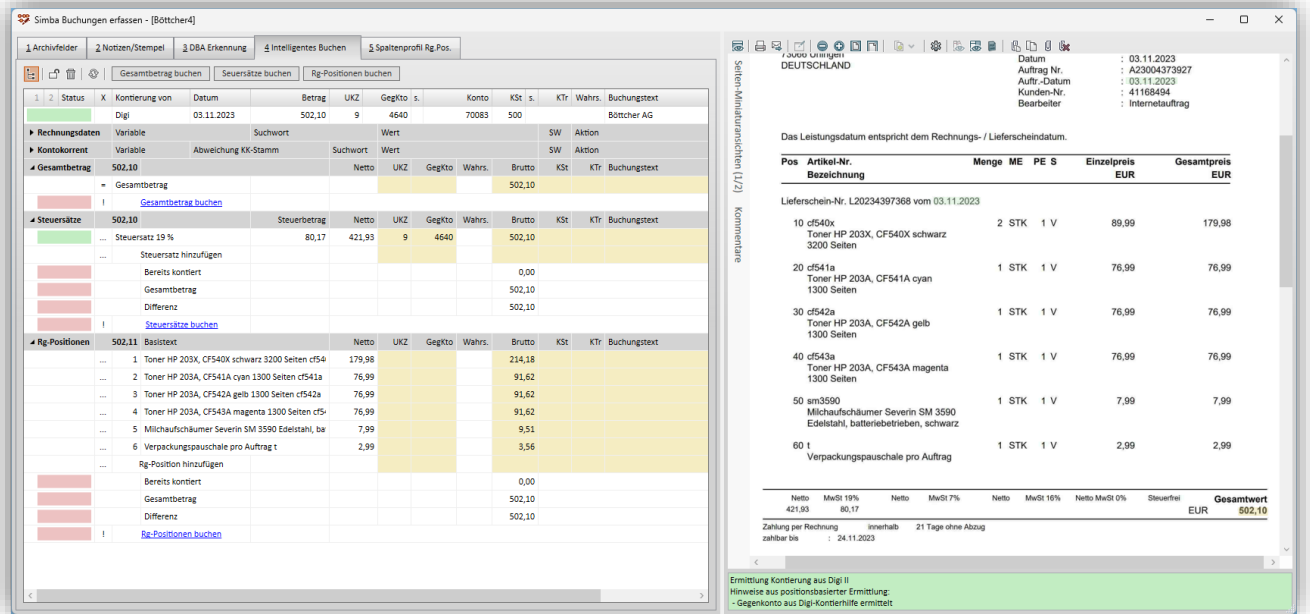 Simba Buchungen erfassen - [Böttcher4]
1 Archivfelder 2 Notizen/Stempel 3 DBA Erkennung 4 Intelligentes Buchen 5 Spaltenprofil Rg.Pos.
Gesamtbetrag buchen Seuersätze buchen Rg-Positionen buchen
1 2 Status X Kontierung von Datum Betrag UKZ GegKto s. Konto KSt s. KTr Wahrs. Buchungstext
Digi 03.11.2023 502,10 9 4640 70083 500 Böttcher AG
Rechnungsdaten Variable Suchwort Wert SW Aktion
Kontokorrent Variable Abweichung KK-Stamm Suchwort Wert SW Aktion
Gesamtbetrag 502,10 Netto UKZ GegKto Wahrs. Brutto KSt KTr Buchungstext
= Gesamtbetrag 502,10
! Gesamtbetrag buchen
Steuersätze 502,10 Steuerbetrag Netto UKZ GegKto Wahrs. Brutto KSt KTr Buchungstext
... Steuersatz 19 % 80,17 421,93 9 4640 502,10
... Steuersatz hinzufügen
Bereits kontiert 0,00
Gesamtbetrag 502,10
Differenz 502,10
! Steuersätze buchen
Rg-Positionen 502,11 Basistext Netto UKZ GegKto Wahrs. Brutto KSt KTr Buchungstext
... 1 Toner HP 203X, CF540X schwarz 3200 Seiten cf54 179,98 214,18
... 2 Toner HP 203A, CF541A cyan 1300 Seiten cf541a 76,99 91,62
... 3 Toner HP 203A, CF542A gelb 1300 Seiten cf542a 76,99 91,62
... 4 Toner HP 203A, CF543A magenta 1300 Seiten cf5 76,99 91,62
... 5 Milchaufschäumer Severin SM 3590 Edelstahl, ba 7,99 9,51
... 6 Verpackungspauschale pro Auftrag t 2,99 3,56
... Rg-Position hinzufügen
Bereits kontiert 0,00
Gesamtbetrag 502,10
Differenz 502,10
! Rg-Positionen buchen
Seiten-Miniaturansichten (1/2) Kommentare
73066 Uhingen
DEUTSCHLAND
Datum : 03.11.2023
Auftrag Nr. : A23004373927
Auftr.-Datum : 03.11.2023
Kunden-Nr. : 41168494
Bearbeiter : Internetauftrag
Das Leistungsdatum entspricht dem Rechnungs- / Lieferscheindatum.
Pos Artikel-Nr. Menge ME PE S Einzelpreis Gesamtpreis
Bezeichnung EUR EUR
Lieferschein-Nr. L20234397368 vom 03.11.2023
10 cf540x 2 STK 1 V 89,99 179,98
Toner HP 203X, CF540X schwarz
3200 Seiten
20 cf541a 1 STK 1 V 76,99 76,99
Toner HP 203A, CF541A cyan
1300 Seiten
30 cf542a 1 STK 1 V 76,99 76,99
Toner HP 203A, CF542A gelb
1300 Seiten
40 cf543a 1 STK 1 V 76,99 76,99
Toner HP 203A, CF543A magenta
1300 Seiten
50 sm3590 1 STK 1 V 7,99 7,99
Milchaufschäumer Severin SM 3590
Edelstahl, batteriebetrieben, schwarz
60 t 1 STK 1 V 2,99 2,99
Verpackungspauschale pro Auftrag
Netto MwSt 19% Netto MwSt 7% Netto MwSt 16% Netto MwSt 0% Steuerfrei Gesamtwert
421,93 80,17 EUR 502,10
Zahlung per Rechnung innerhalb 21 Tage ohne Abzug
zahlbar bis : 24.11.2023
Ermittlung Kontierung aus Digi II
Hinweise aus positionsbasierter Ermittlung:
- Gegenkonto aus Digi-Kontierhilfe ermittelt